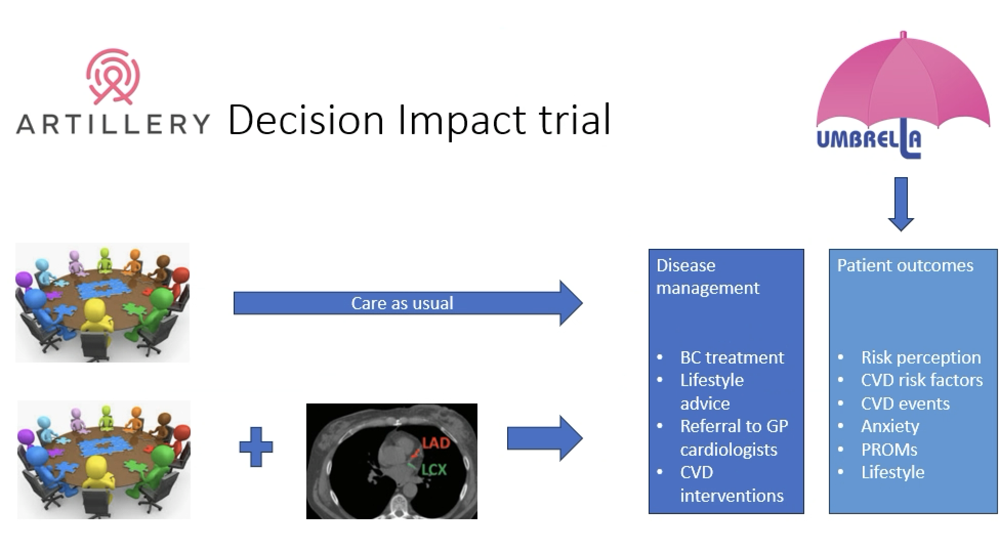 ARTILLERY Decision Impact trial
UMBRELLA
Care as usual
LAD
LCX
Disease
management
• BC treatment
• Lifestyle
advice
• Referral to GP
cardiologists
• CVD
interventions
Patient outcomes
• Risk perception
• CVD risk factors
• CVD events
• Anxiety
• PROMs
• Lifestyle